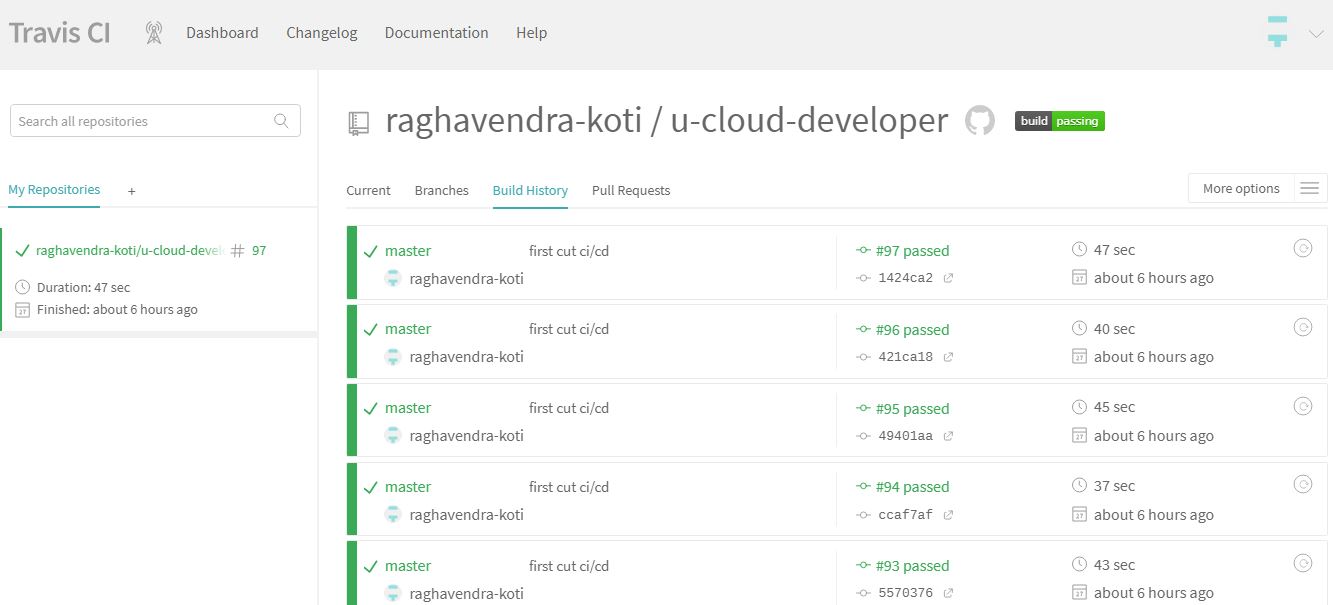 Travis CI Dashboard Changelog Documentation Help
Search all repositories
My Repositories +
raghavendra-koti/u-cloud-devel # 97
Duration: 47 sec
Finished: about 6 hours ago
raghavendra-koti / u-cloud-developer build passing
Current Branches Build History Pull Requests More options
master first cut ci/cd #97 passed 47 sec
raghavendra-koti 1424ca2 about 6 hours ago
master first cut ci/cd #96 passed 40 sec
raghavendra-koti 421ca18 about 6 hours ago
master first cut ci/cd #95 passed 45 sec
raghavendra-koti 49401aa about 6 hours ago
master first cut ci/cd #94 passed 37 sec
raghavendra-koti ccaf7af about 6 hours ago
master first cut ci/cd #93 passed 43 sec
raghavendra-koti 5570376 about 6 hours ago